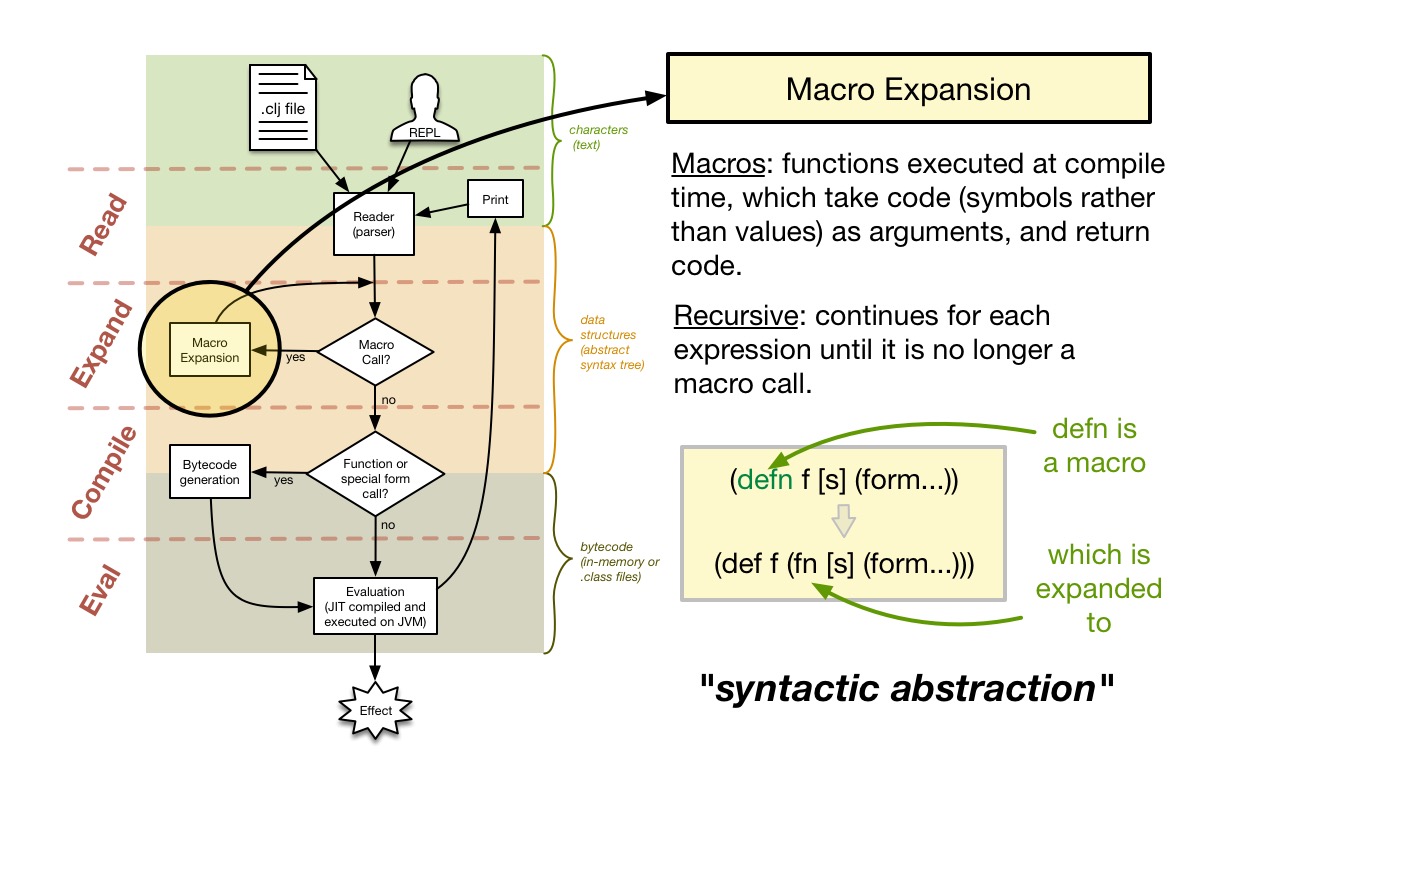 .clj file
REPL
characters
(text)
Read
Reader
(parser)
Print
Expand
Macro
Expansion
yes
Macro
Call?
no
data
structures
(abstract
syntax tree)
Compile
Bytecode
generation
yes
Function or
special form
call?
no
bytecode
(in-memory or
.class files)
Eval
Evaluation
(JIT compiled and
executed on JVM)
Effect
Macro Expansion
Macros: functions executed at compile
time, which take code (symbols rather
than values) as arguments, and return
code.
Recursive: continues for each
expression until it is no longer a
macro call.
defn is
a macro
(defn f [s] (form...))
(def f (fn [s] (form...)))
which is
expanded
to
"syntactic abstraction"